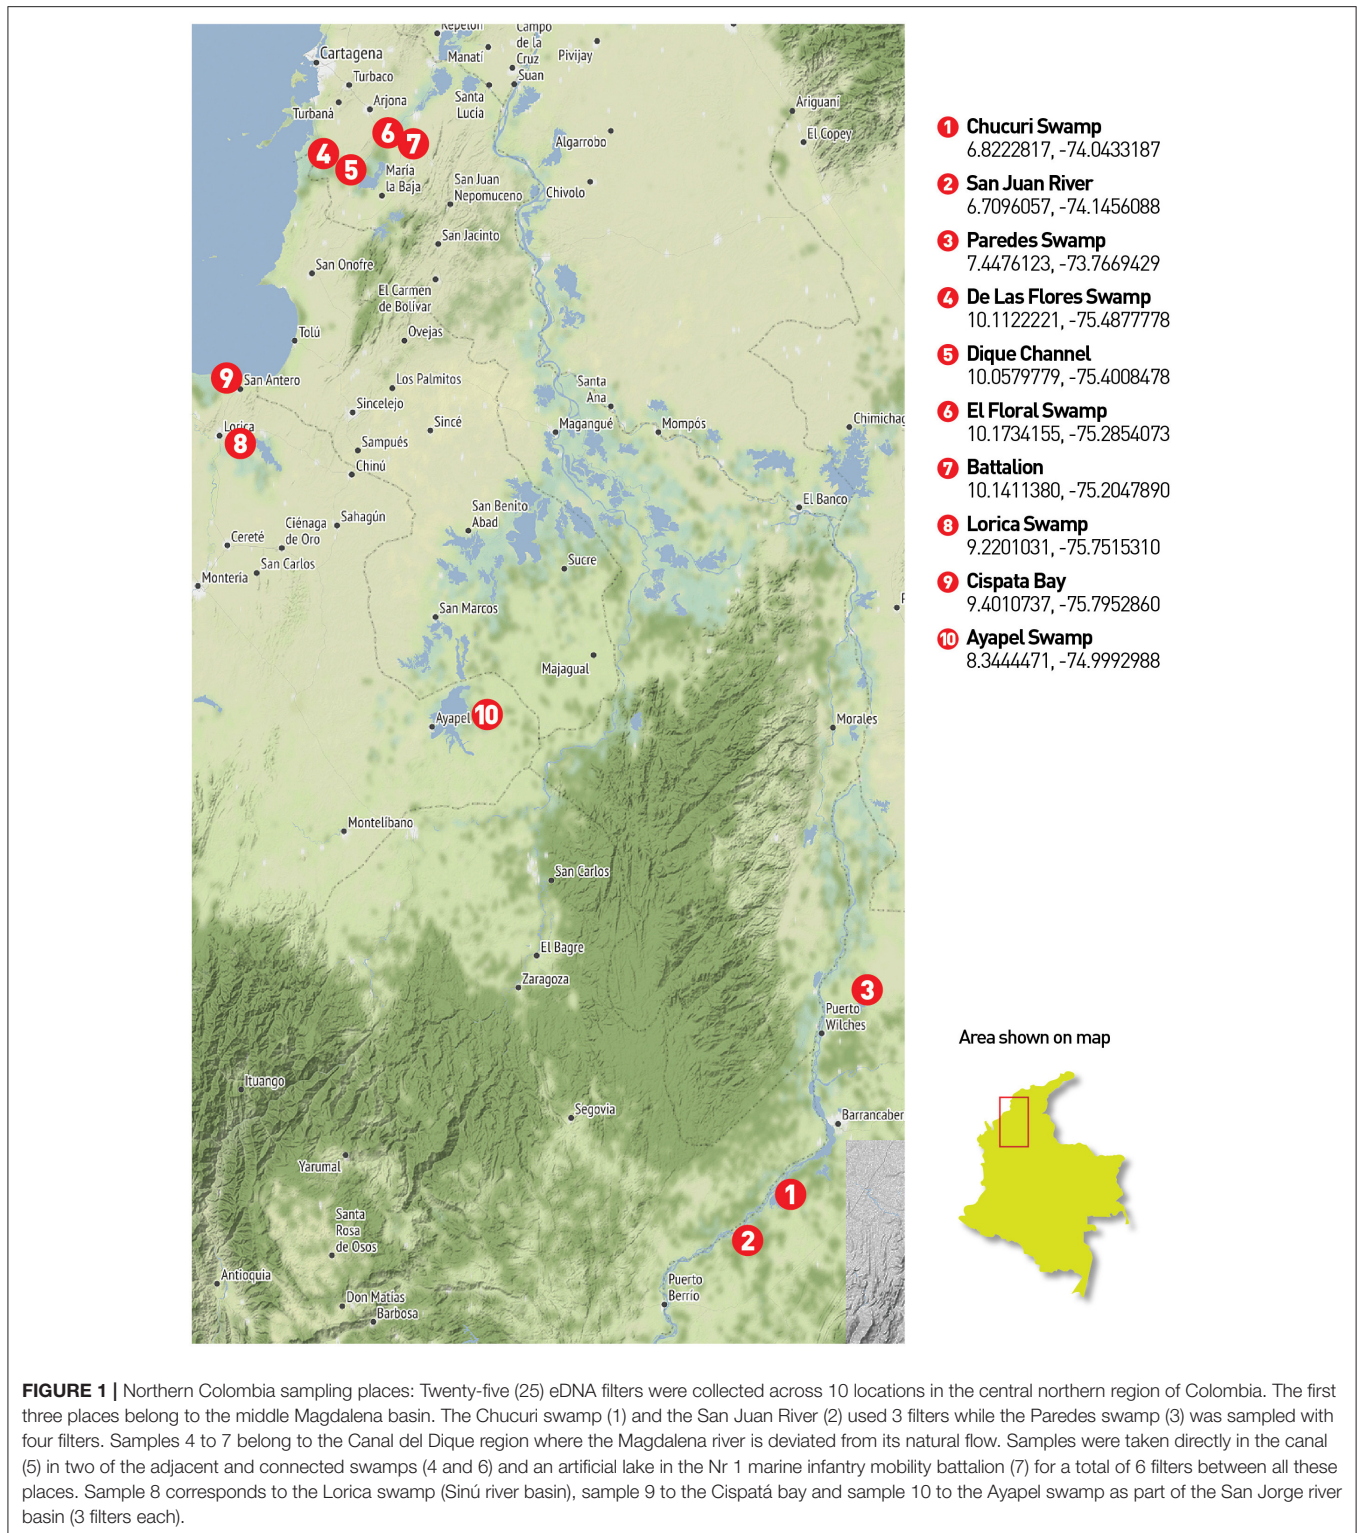 Repelón
Campo
de la
Cruz
Cartagena
Manatí
Pivijay
Turbaco
Suan
Arjona
Santa
Lucía
Turbaná
Ariguaní
El Copey
Algarrobo
6
7
4
5
María
la Baja
San Juan
Nepomuceno
Chivolo
San Jacinto
San Onofre
El Carmen
de Bolívar
Tolú
Ovejas
9
San Antero
Los Palmitos
Santa
Ana
Sincelejo
Sincé
Magangué
Mompós
Chimichag
Lorica
8
Sampués
Chinú
El Banco
San Benito
Abad
Sahagún
Ciénaga
de Oro
Cereté
San Carlos
Sucre
Montería
San Marcos
Majagual
Ayapel
10
Morales
Montelíbano
San Carlos
El Bagre
Zaragoza
3
Puerto
Wilches
Ituango
Segovia
Barrancaber
Yarumal
1
Santa
Rosa
de Osos
2
Antioquia
Puerto
Berrío
Don Matías
Barbosa
1 Chucuri Swamp
6.8222817, -74.0433187
2 San Juan River
6.7096057, -74.1456088
3 Paredes Swamp
7.4476123, -73.7669429
4 De Las Flores Swamp
10.1122221, -75.4877778
5 Dique Channel
10.0579779, -75.4008478
6 El Floral Swamp
10.1734155, -75.2854073
7 Battalion
10.1411380, -75.2047890
8 Lorica Swamp
9.2201031, -75.7515310
9 Cispata Bay
9.4010737, -75.7952860
10 Ayapel Swamp
8.3444471, -74.9992988
Area shown on map
FIGURE 1 | Northern Colombia sampling places: Twenty-five (25) eDNA filters were collected across 10 locations in the central northern region of Colombia. The first
three places belong to the middle Magdalena basin. The Chucuri swamp (1) and the San Juan River (2) used 3 filters while the Paredes swamp (3) was sampled with
four filters. Samples 4 to 7 belong to the Canal del Dique region where the Magdalena river is deviated from its natural flow. Samples were taken directly in the canal
(5) in two of the adjacent and connected swamps (4 and 6) and an artificial lake in the Nr 1 marine infantry mobility battalion (7) for a total of 6 filters between all these
places. Sample 8 corresponds to the Lorica swamp (Sinú river basin), sample 9 to the Cispatá bay and sample 10 to the Ayapel swamp as part of the San Jorge river
basin (3 filters each).